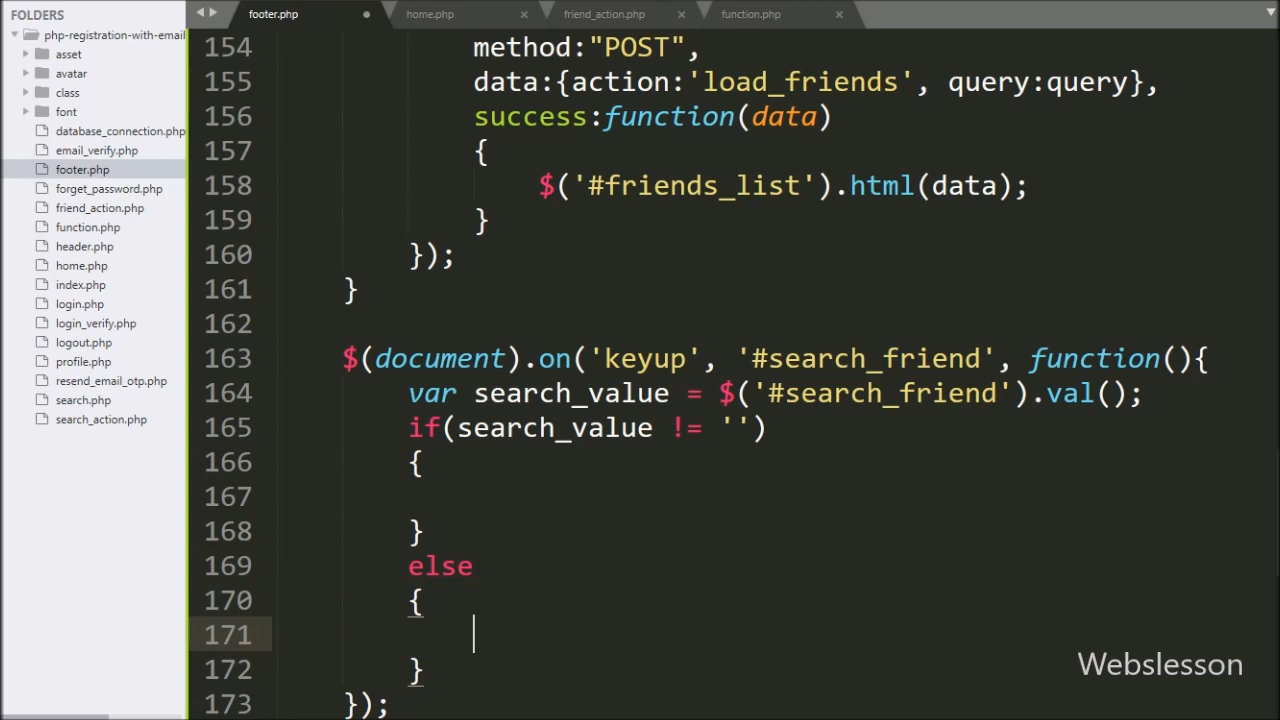 FOLDERS
php-registration-with-email
asset
avatar
class
font
database_connection.php
email_verify.php
footer.php
forget_password.php
friend_action.php
function.php
header.php
home.php
index.php
login.php
login_verify.php
logout.php
profile.php
resend_email_otp.php
search.php
search_action.php
footer.php home.php friend_action.php function.php
154 method:"POST",
155 data:{action:'load_friends', query:query},
156 success:function(data)
157 {
158 $('#friends_list').html(data);
159 }
160 });
161 }
162
163 $(document).on('keyup', '#search_friend', function(){
164 var search_value = $('#search_friend').val();
165 if(search_value != '')
166 {
167
168 }
169 else
170 {
171
172 }
173 });
Webslesson